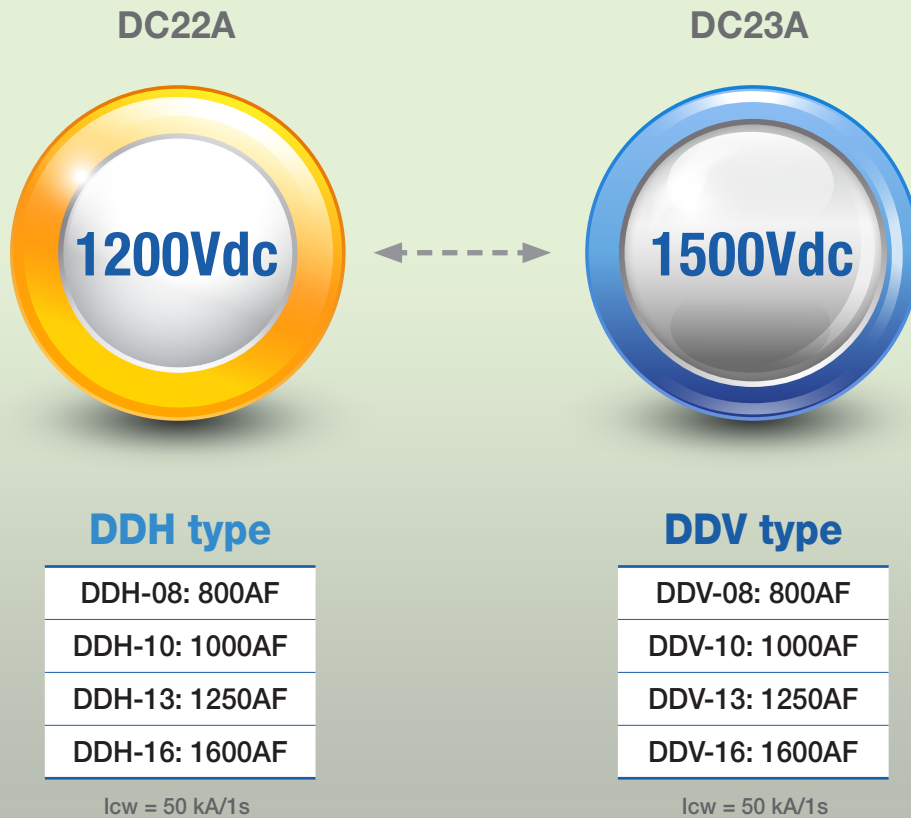 DC22A
1200Vdc
DDH type
DDH-08: 800AF
DDH-10: 1000AF
DDH-13: 1250AF
DDH-16: 1600AF
Icw = 50 kA/1s
DC23A
1500Vdc
DDV type
DDV-08: 800AF
DDV-10: 1000AF
DDV-13: 1250AF
DDV-16: 1600AF
Icw = 50 kA/1s